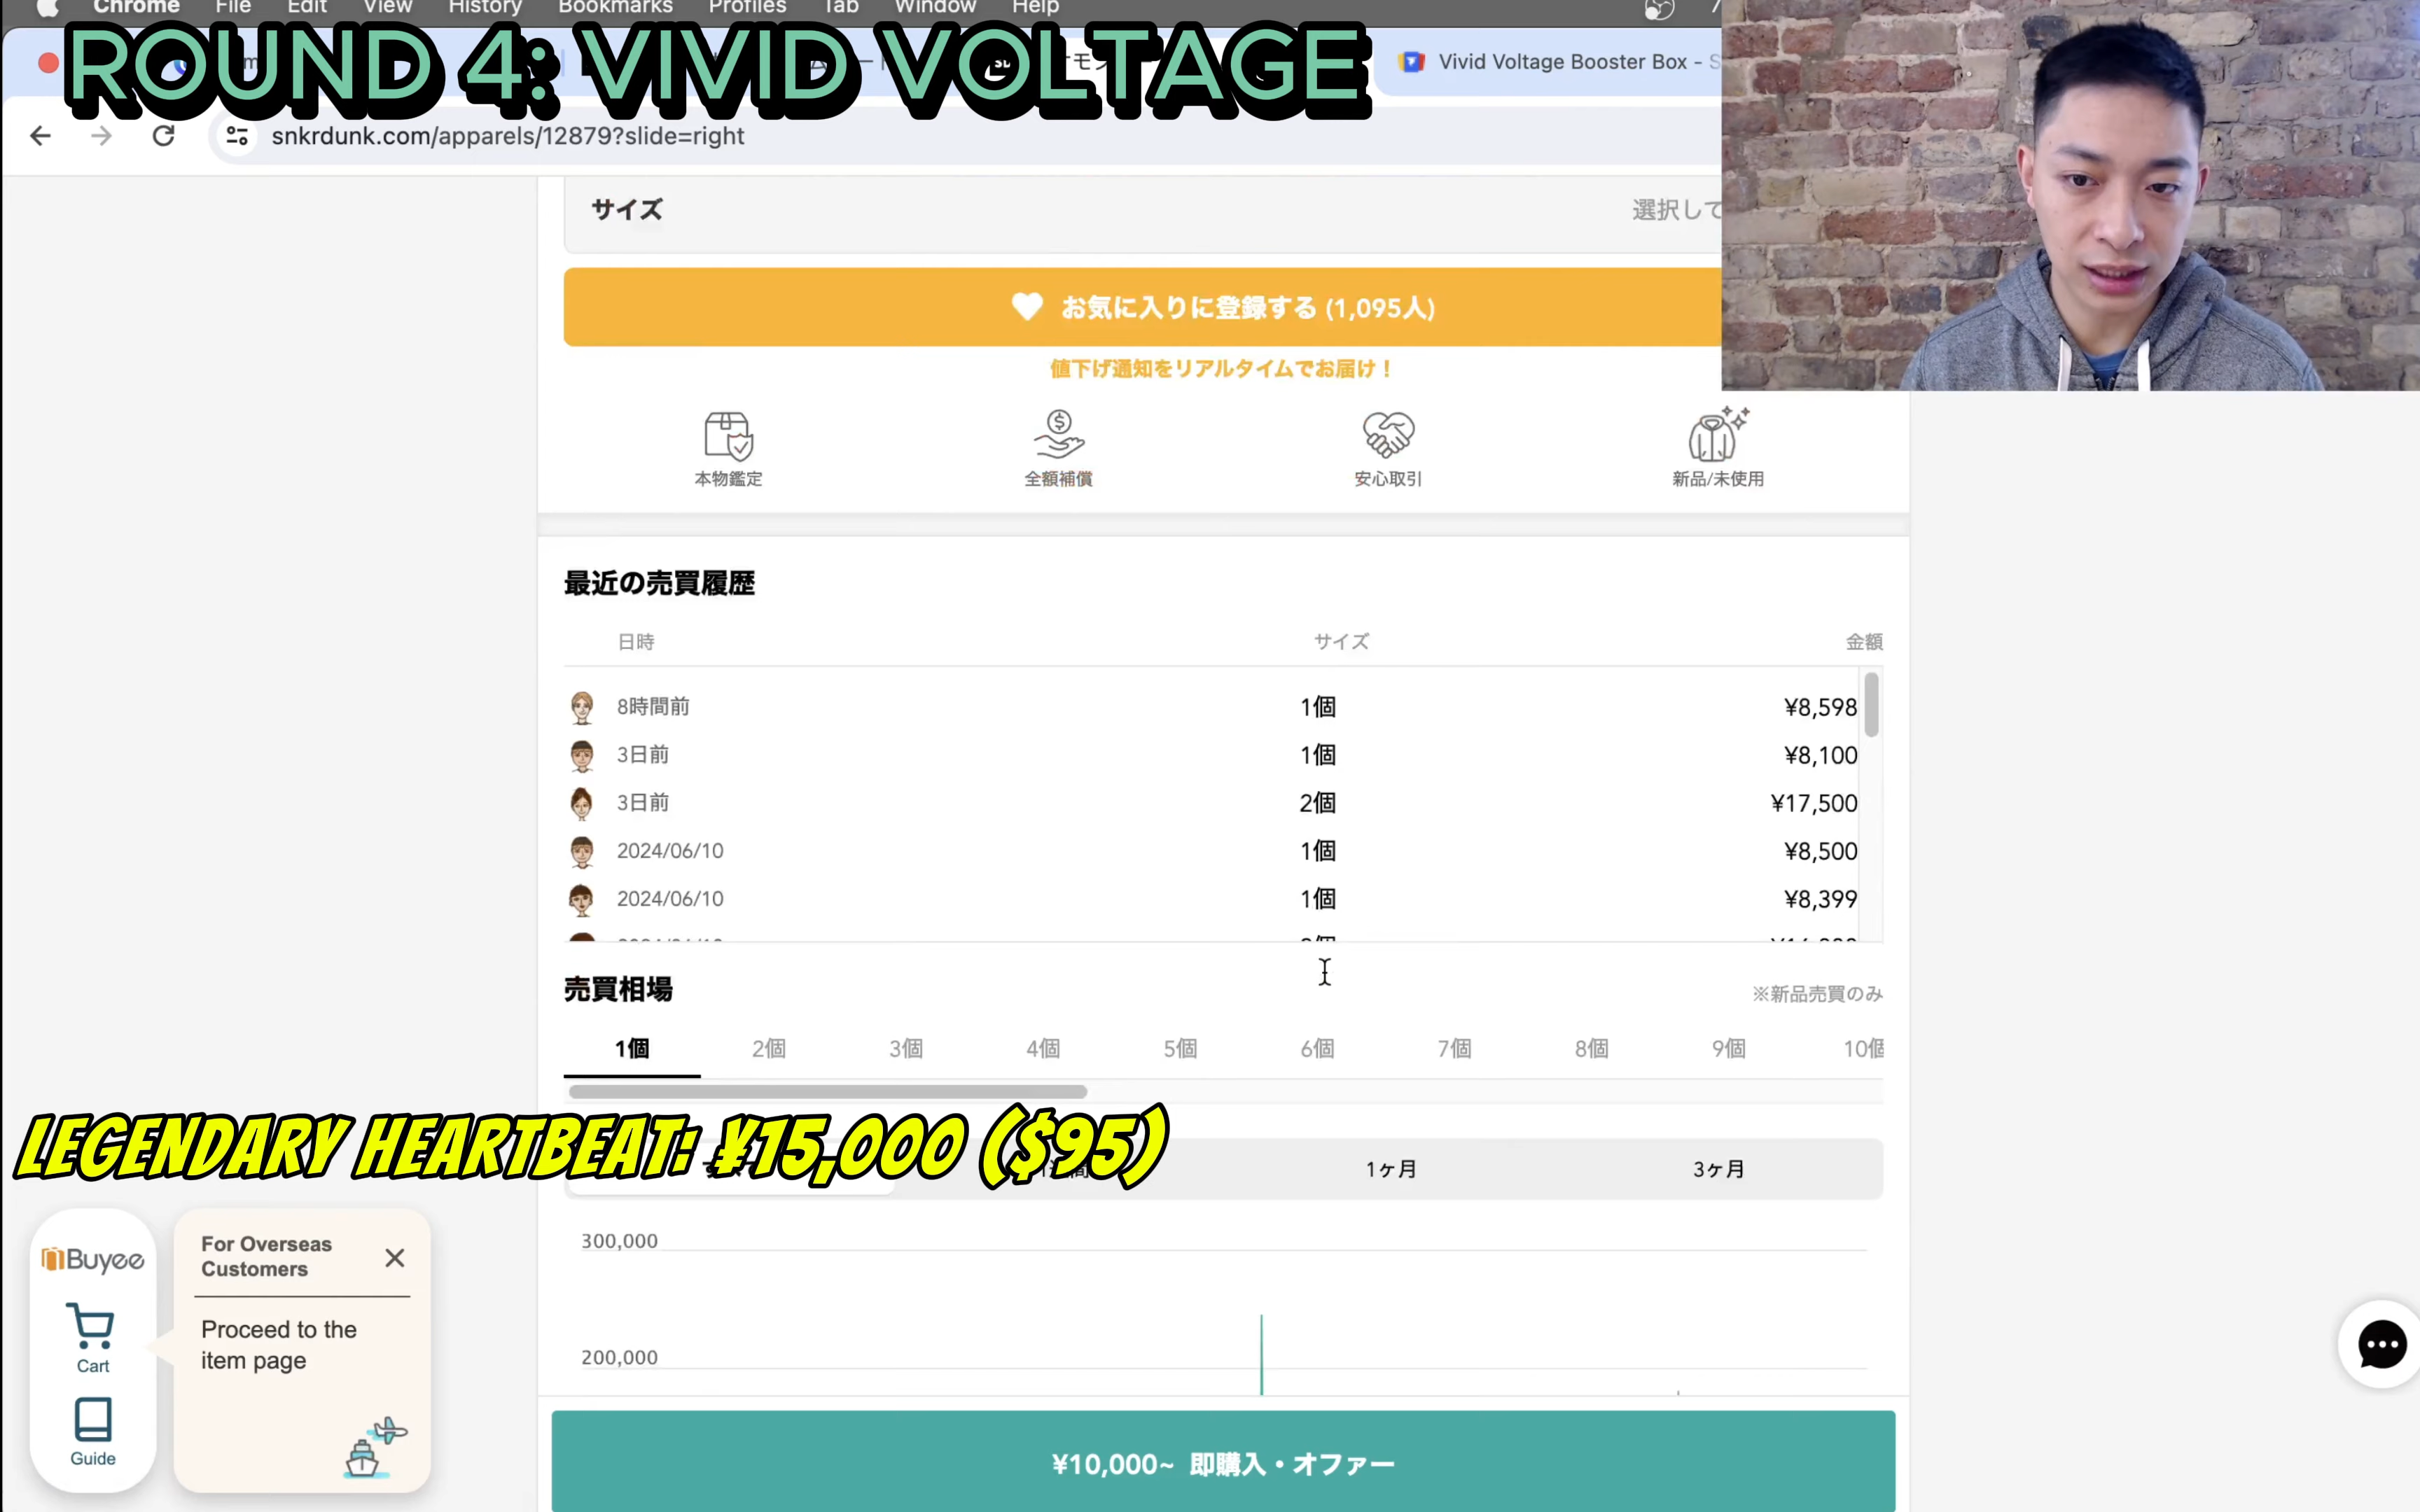 Chrome File Edit View History Bookmarks Profiles Tab Window Help
ROUND 4: VIVID VOLTAGE
Vivid Voltage Booster Box - S
snkrdunk.com/apparels/12879?slide=right
サイズ
選択して
お気に入りに登録する (1,095人)
値下げ通知をリアルタイムでお届け！
本物鑑定 全額補償 安心取引 新品/未使用
最近の売買履歴
日時 サイズ 金額
8時間前 1個 ¥8,598
3日前 1個 ¥8,100
3日前 2個 ¥17,500
2024/06/10 1個 ¥8,500
2024/06/10 1個 ¥8,399
売買相場 ※新品売買のみ
1個 2個 3個 4個 5個 6個 7個 8個 9個 10個
LEGENDARY HEARTBEAT: ¥15,000 ($95)
1ヶ月 3ヶ月
300,000
200,000
Buyee
Cart
Guide
For Overseas
Customers
Proceed to the
item page
¥10,000~ 即購入・オファー